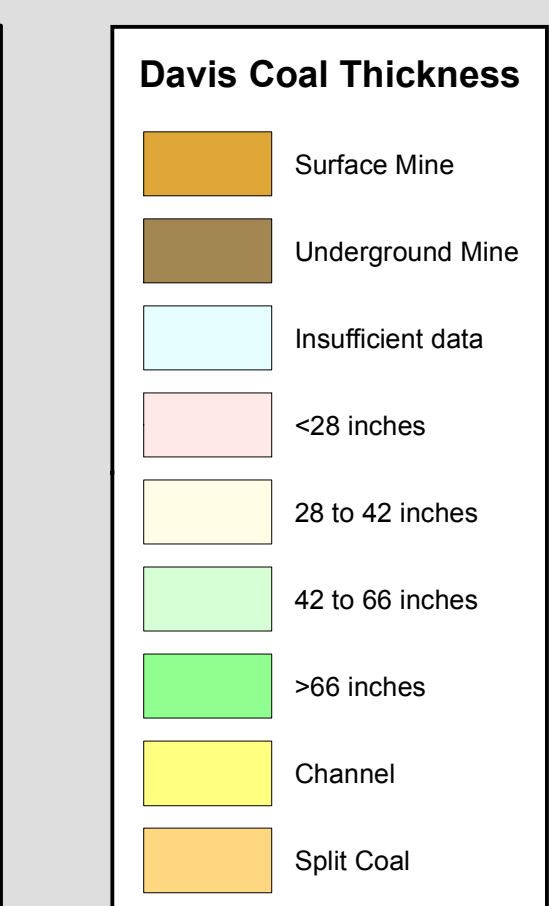 Davis Coal Thickness
Surface Mine
Underground Mine
Insufficient data
<28 inches
28 to 42 inches
42 to 66 inches
>66 inches
Channel
Split Coal